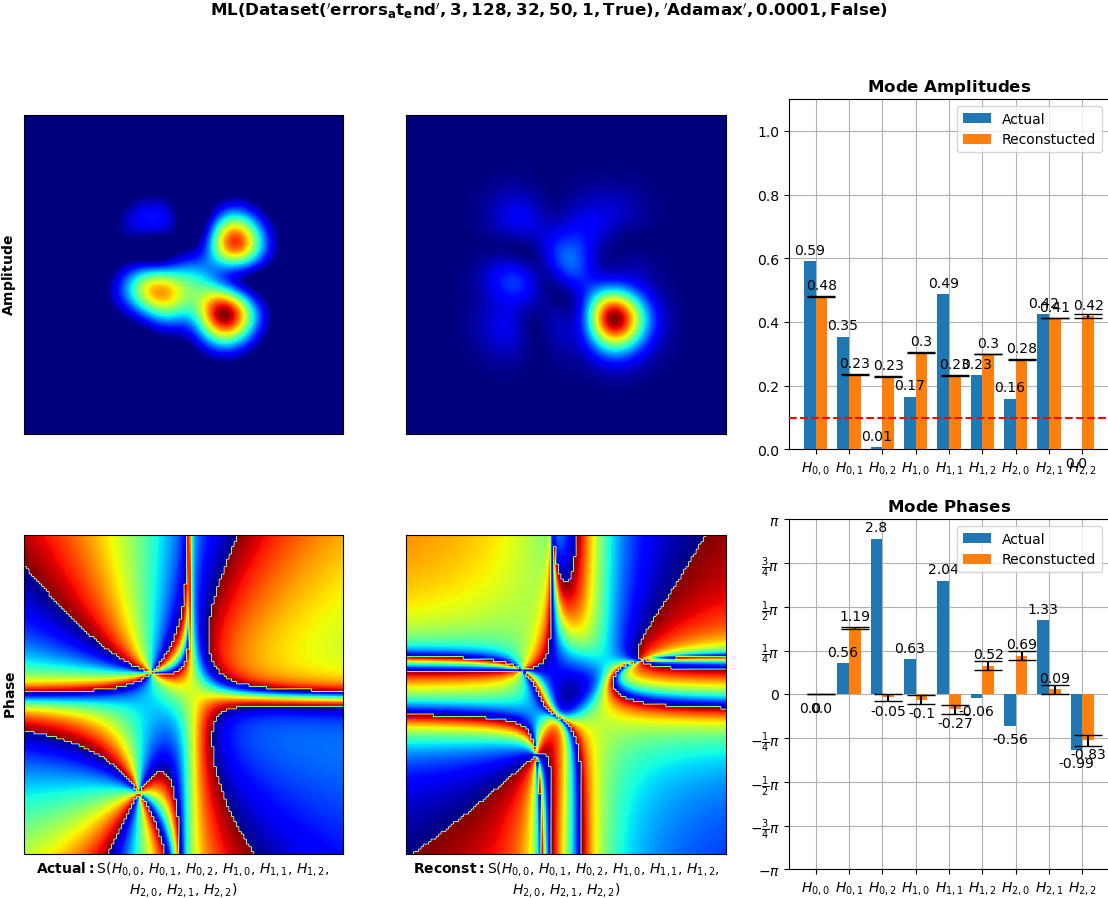 ML(Dataset('errors_at_end', 3, 128, 32, 50, 1, True), 'Adamax', 0.0001, False)
Mode Amplitudes
Amplitude
Actual
Reconstucted
1.0
0.8
0.6
0.4
0.2
0.0
0.59 0.48 0.35 0.23 0.01 0.23 0.17 0.3 0.49 0.23 0.23 0.3 0.16 0.28 0.42 0.41 0.0 0.42
H0,0 H0,1 H0,2 H1,0 H1,1 H1,2 H2,0 H2,1 H2,2
Mode Phases
Phase
Actual
Reconstucted
π
3/4π
1/2π
1/4π
0
−1/4π
−1/2π
−3/4π
−π
0.0 0.0 0.56 1.19 2.8 -0.05 0.63 -0.1 2.04 -0.27 -0.06 0.52 -0.56 0.69 1.33 0.09 -0.99 -0.83
H0,0 H0,1 H0,2 H1,0 H1,1 H1,2 H2,0 H2,1 H2,2
Actual: S(H0,0, H0,1, H0,2, H1,0, H1,1, H1,2,
H2,0, H2,1, H2,2)
Reconst: S(H0,0, H0,1, H0,2, H1,0, H1,1, H1,2,
H2,0, H2,1, H2,2)